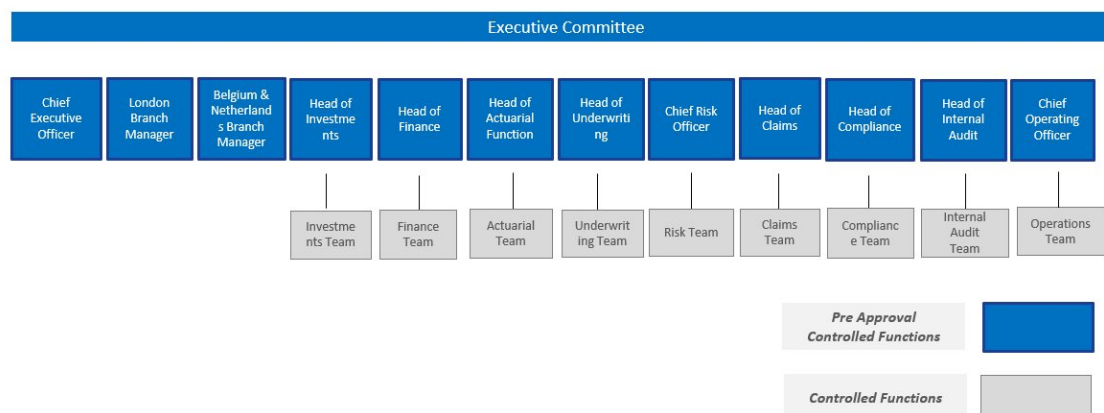 Executive Committee
Chief
Executive
Officer
London
Branch
Manager
Belgium &
Netherland
s Branch
Manager
Head of
Investme
nts
Head of
Finance
Head of
Actuarial
Function
Head of
Underwriti
ng
Chief Risk
Officer
Head of
Claims
Head of
Compliance
Head of
Internal
Audit
Chief
Operating
Officer
Investme
nts Team
Finance
Team
Actuarial
Team
Underwrit
ing Team
Risk Team
Claims
Team
Complianc
e Team
Internal
Audit
Team
Operations
Team
Pre Approval
Controlled Functions
Controlled Functions